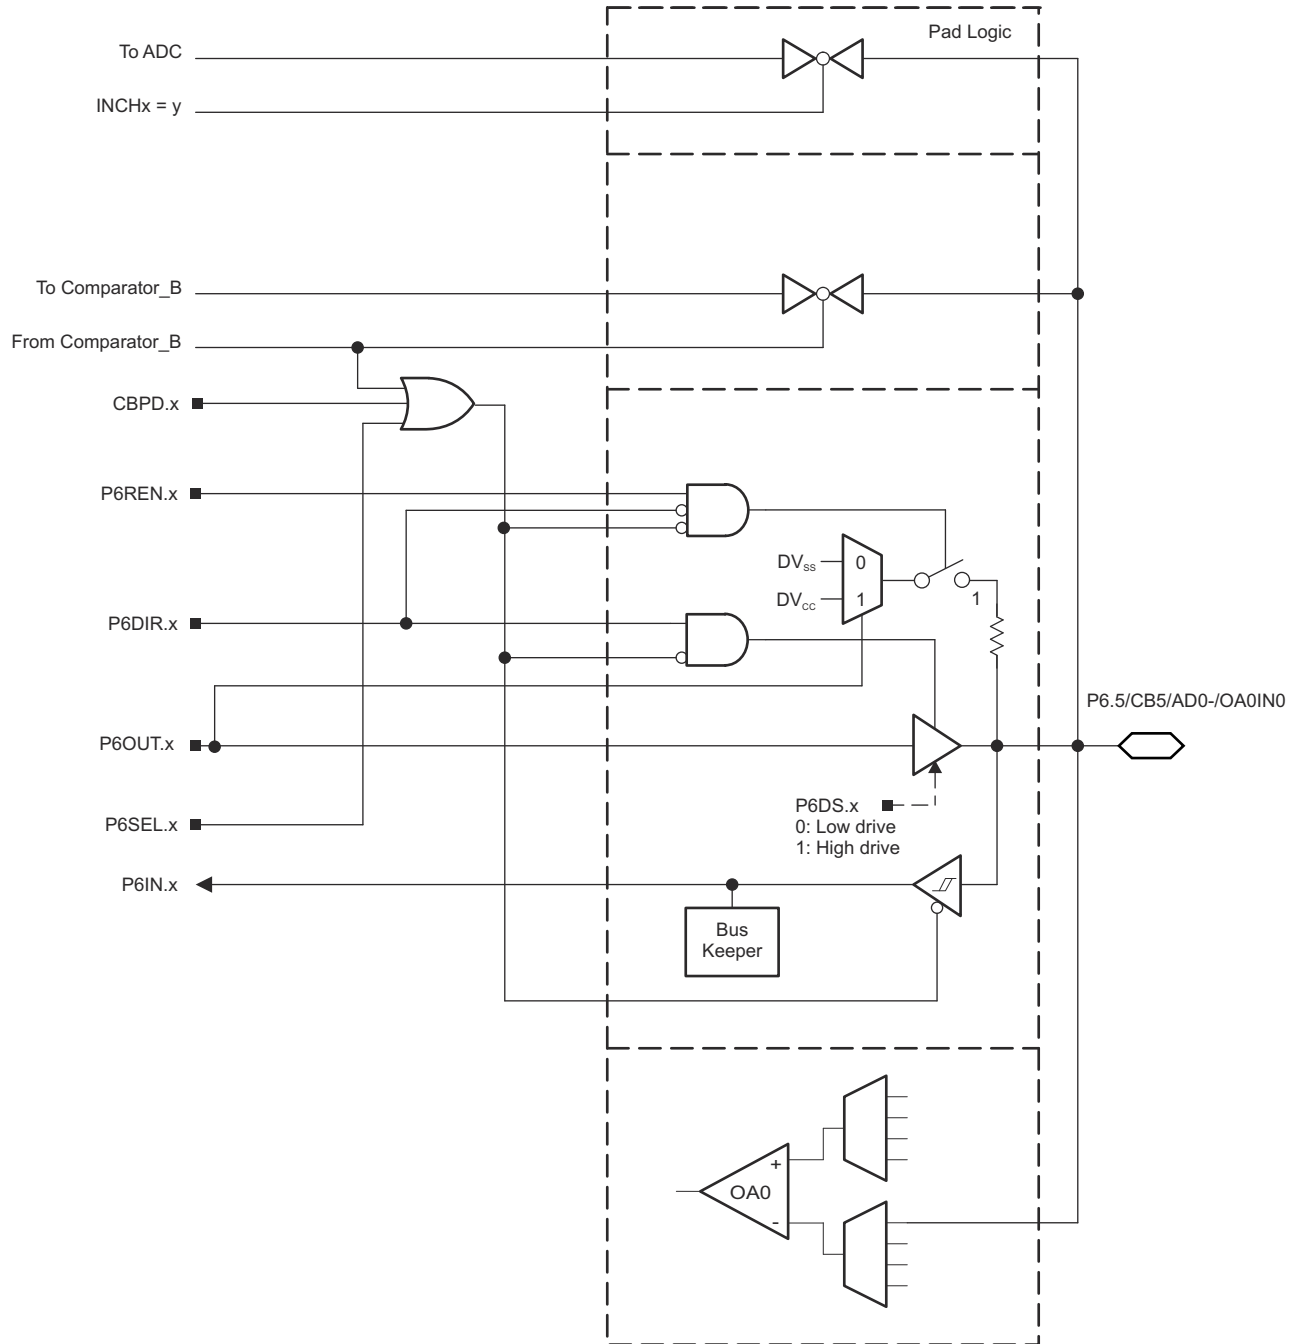 Pad Logic
To ADC
INCHx = y
To Comparator_B
From Comparator_B
CBPD.x
P6REN.x
DVSS
0
DVCC
1
1
P6DIR.x
P6.5/CB5/AD0-/OA0IN0
P6OUT.x
P6DS.x
0: Low drive
1: High drive
P6SEL.x
P6IN.x
Bus
Keeper
+
OA0
-